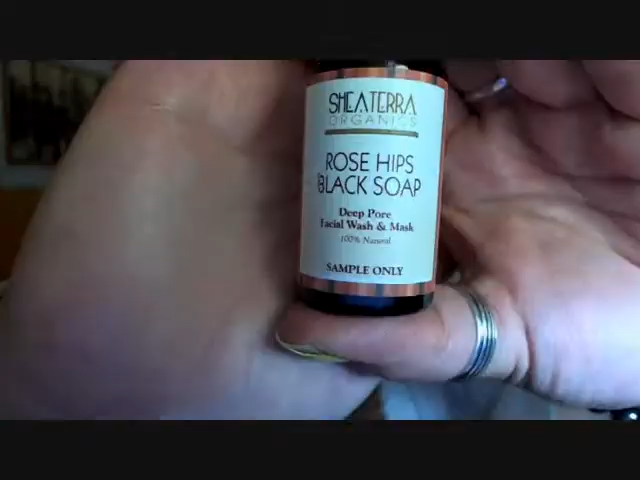 SHEATERRA
ORGANICS
ROSE HIPS
BLACK SOAP
Deep Pore
Facial Wash & Mask
100% Natural
SAMPLE ONLY